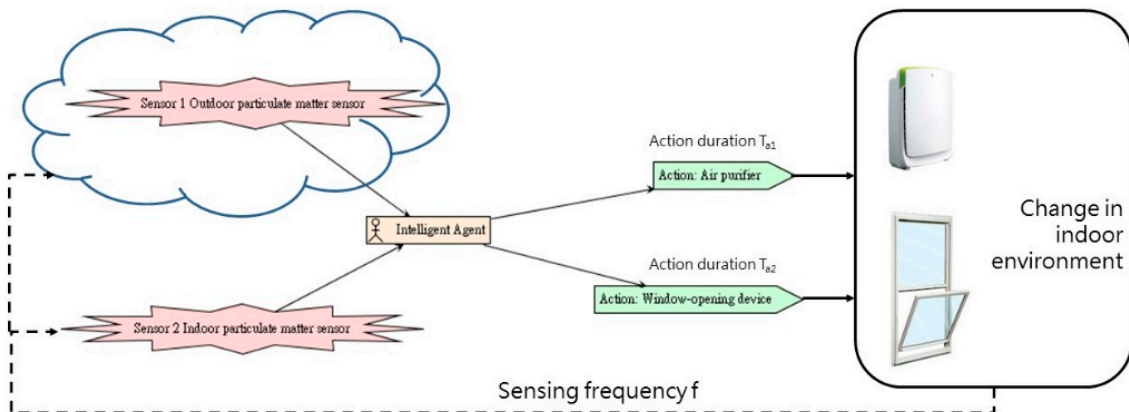 Sensor 1 Outdoor particulate matter sensor
Action duration Ta1
Action: Air purifier
Intelligent Agent
Change in
indoor
environment
Action duration Ta2
Action: Window-opening device
Sensor 2 Indoor particulate matter sensor
Sensing frequency f